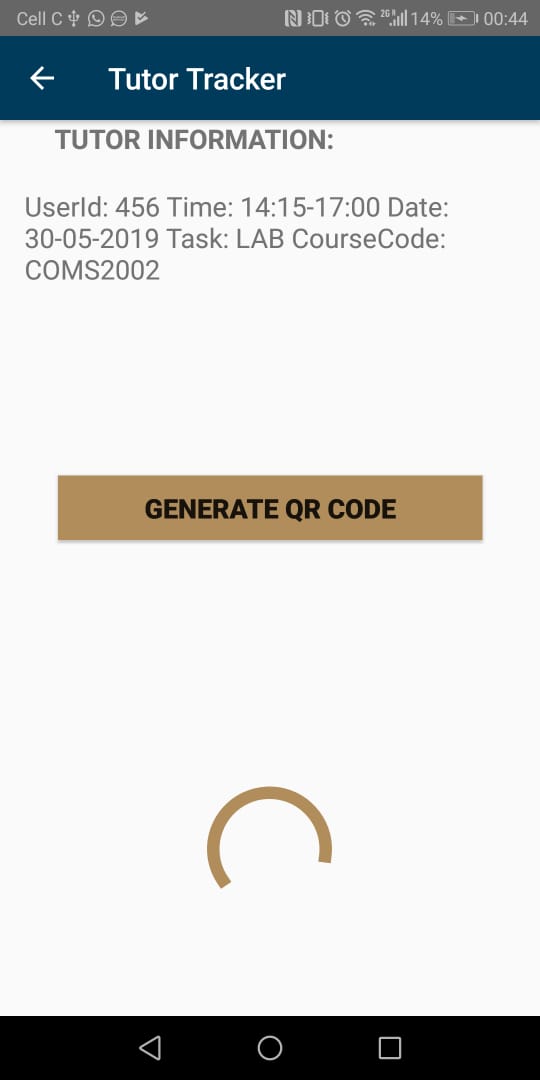 Cell C 14% 00:44
Tutor Tracker
TUTOR INFORMATION:
UserId: 456 Time: 14:15-17:00 Date:
30-05-2019 Task: LAB CourseCode:
COMS2002
GENERATE QR CODE